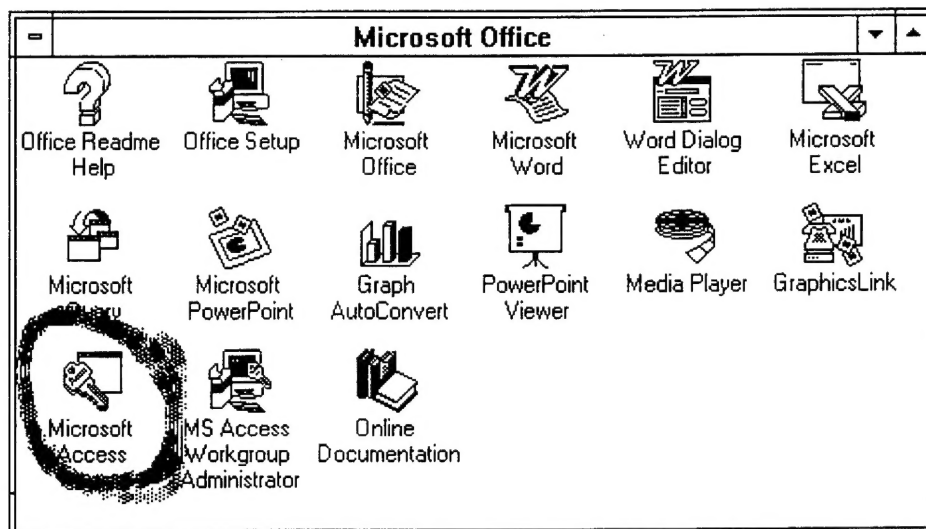 Microsoft Office
Office Readme Help
Office Setup
Microsoft Office
Microsoft Word
Word Dialog Editor
Microsoft Excel
Microsoft
Microsoft PowerPoint
Graph AutoConvert
PowerPoint Viewer
Media Player
GraphicsLink
Microsoft Access
MS Access Workgroup Administrator
Online Documentation